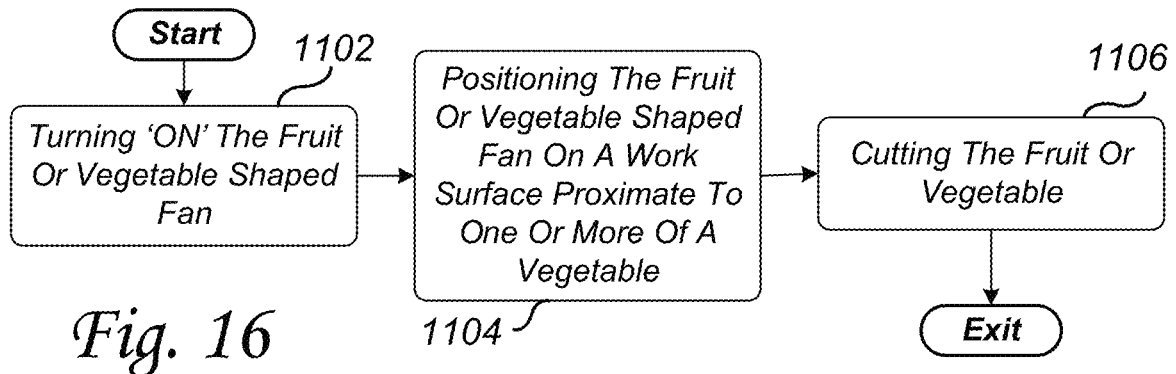 Start
1102
Turning 'ON' The Fruit
Or Vegetable Shaped
Fan
Positioning The Fruit
Or Vegetable Shaped
Fan On A Work
Surface Proximate To
One Or More Of A
Vegetable
1104
1106
Cutting The Fruit Or
Vegetable
Exit
Fig. 16